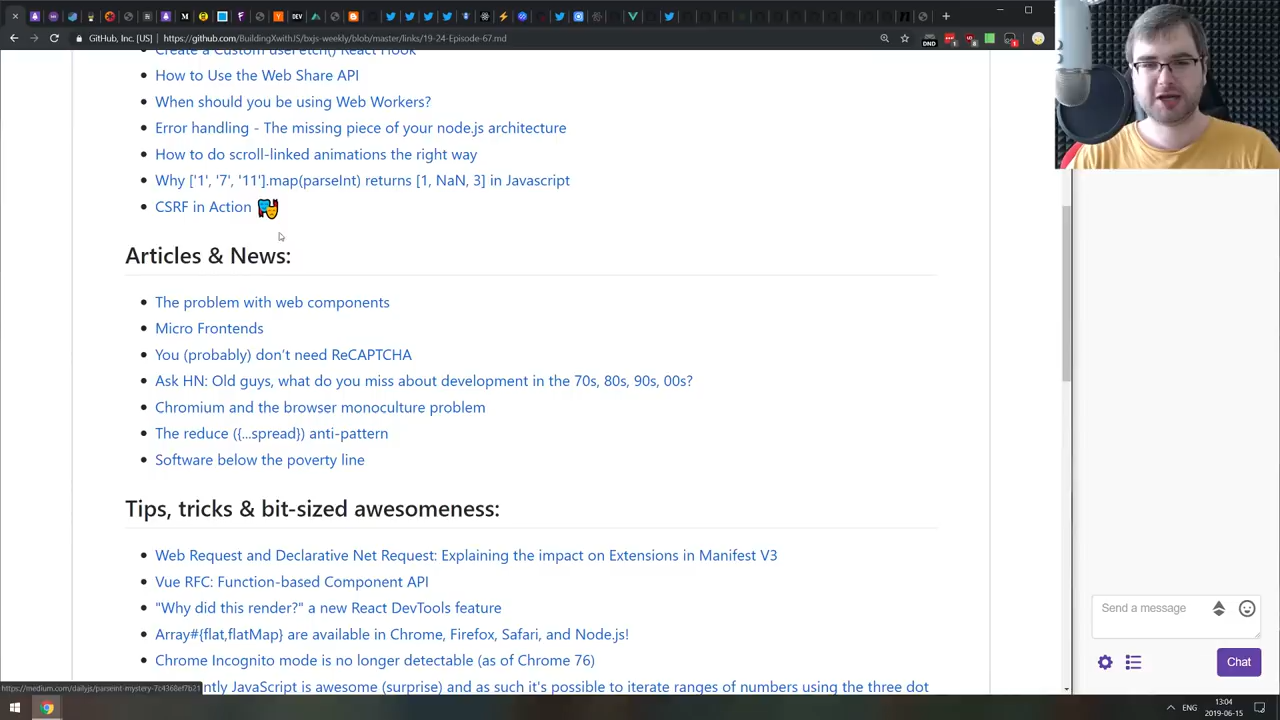 GitHub, Inc. [US]
https://github.com/BuildingXwithJS/bxjs-weekly/blob/master/links/19-24-Episode-67.md
Create a Custom useFetch() React Hook
How to Use the Web Share API
When should you be using Web Workers?
Error handling - The missing piece of your node.js architecture
How to do scroll-linked animations the right way
Why ['1', '7', '11'].map(parseInt) returns [1, NaN, 3] in Javascript
CSRF in Action
Articles & News:
The problem with web components
Micro Frontends
You (probably) don’t need ReCAPTCHA
Ask HN: Old guys, what do you miss about development in the 70s, 80s, 90s, 00s?
Chromium and the browser monoculture problem
The reduce ({...spread}) anti-pattern
Software below the poverty line
Tips, tricks & bit-sized awesomeness:
Web Request and Declarative Net Request: Explaining the impact on Extensions in Manifest V3
Vue RFC: Function-based Component API
"Why did this render?" a new React DevTools feature
Array#{flat,flatMap} are available in Chrome, Firefox, Safari, and Node.js!
Chrome Incognito mode is no longer detectable (as of Chrome 76)
ntly JavaScript is awesome (surprise) and as such it's possible to iterate ranges of numbers using the three dot
https://medium.com/dailyjs/parseint-mystery-7c4368ef7b21
Send a message
Chat
ENG
13:04
2019-06-15